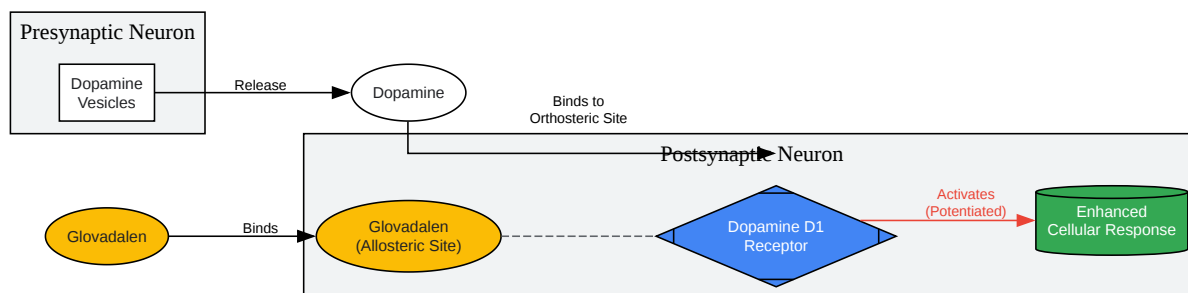 Presynaptic Neuron
Dopamine
Vesicles
Release
Dopamine
Binds to
Orthosteric Site
Postsynaptic Neuron
Glovadalen
Binds
Glovadalen
(Allosteric Site)
Dopamine D1
Receptor
Activates
(Potentiated)
Enhanced
Cellular Response